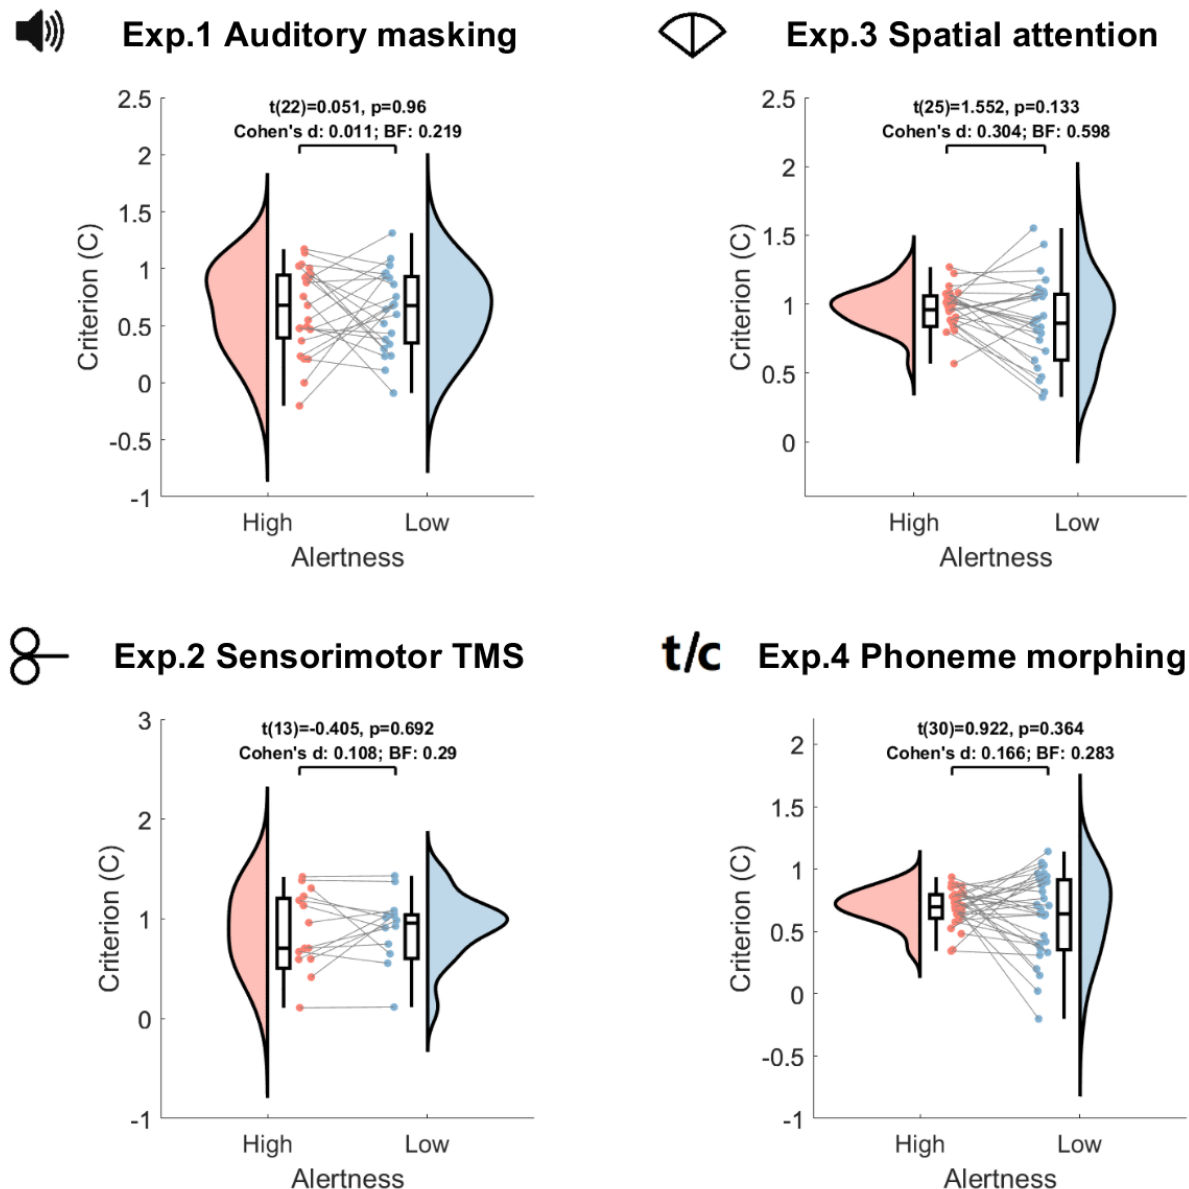 Exp.1 Auditory masking
t(22)=0.051, p=0.96
Cohen's d: 0.011; BF: 0.219
Criterion (C)
2.5
2
1.5
1
0.5
0
-0.5
-1
High
Low
Alertness
Exp.3 Spatial attention
t(25)=1.552, p=0.133
Cohen's d: 0.304; BF: 0.598
Criterion (C)
2.5
2
1.5
1
0.5
0
High
Low
Alertness
Exp.2 Sensorimotor TMS
t(13)=-0.405, p=0.692
Cohen's d: 0.108; BF: 0.29
Criterion (C)
3
2
1
0
-1
High
Low
Alertness
t/c
Exp.4 Phoneme morphing
t(30)=0.922, p=0.364
Cohen's d: 0.166; BF: 0.283
Criterion (C)
2
1.5
1
0.5
0
-0.5
-1
High
Low
Alertness